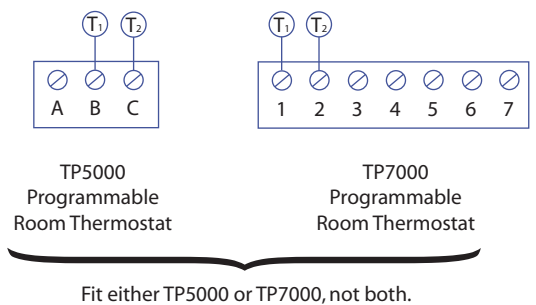 T1 T2 T1 T2
A B C 1 2 3 4 5 6 7
TP5000 TP7000
Programmable Programmable
Room Thermostat Room Thermostat
Fit either TP5000 or TP7000, not both.